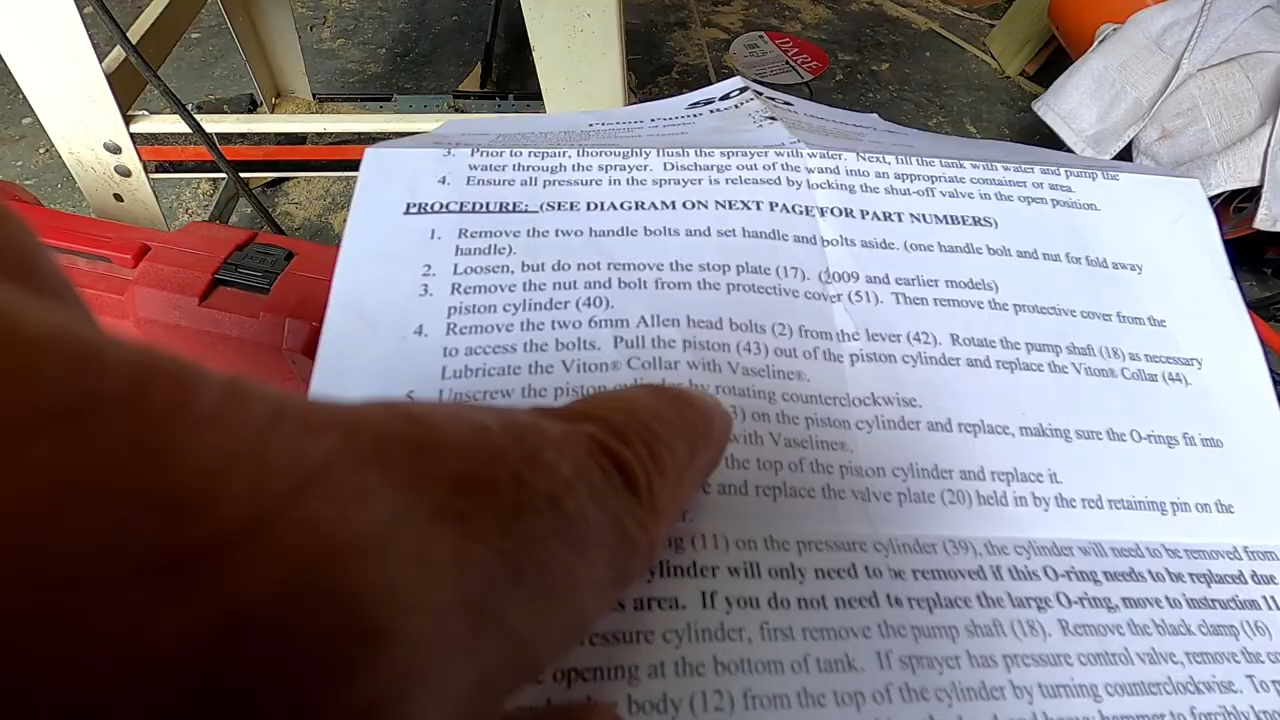 DARE
SOLO
Piston Pump Repair
3. Prior to repair, thoroughly flush the sprayer with water. Next, fill the tank with water and pump the
water through the sprayer. Discharge out of the wand into an appropriate container or area.
4. Ensure all pressure in the sprayer is released by locking the shut-off valve in the open position.
PROCEDURE: (SEE DIAGRAM ON NEXT PAGE FOR PART NUMBERS)
1. Remove the two handle bolts and set handle and bolts aside. (one handle bolt and nut for fold away
handle).
2. Loosen, but do not remove the stop plate (17). (2009 and earlier models)
3. Remove the nut and bolt from the protective cover (51). Then remove the protective cover from the
piston cylinder (40).
4. Remove the two 6mm Allen head bolts (2) from the lever (42). Rotate the pump shaft (18) as necessary
to access the bolts. Pull the piston (43) out of the piston cylinder and replace the Viton® Collar (44).
Lubricate the Viton® Collar with Vaseline®.
5. Unscrew the piston cylinder by rotating counterclockwise.
3) on the piston cylinder and replace, making sure the O-rings fit into
with Vaseline®.
the top of the piston cylinder and replace it.
and replace the valve plate (20) held in by the red retaining pin on the
(11) on the pressure cylinder (39), the cylinder will need to be removed from
cylinder will only need to be removed if this O-ring needs to be replaced due
area. If you do not need to replace the large O-ring, move to instruction 11
pressure cylinder, first remove the pump shaft (18). Remove the black clamp (16)
opening at the bottom of tank. If sprayer has pressure control valve, remove the
body (12) from the top of the cylinder by turning counterclockwise. To
hammer to forcibly